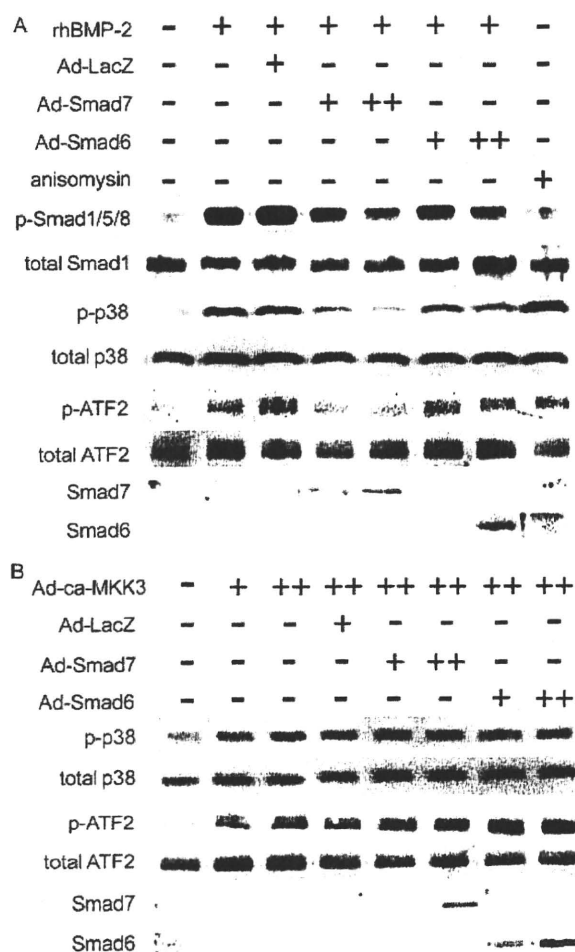 A
rhBMP-2 - + + + + + + -
Ad-LacZ - - + - - - - -
Ad-Smad7 - - - + ++ - - -
Ad-Smad6 - - - - - + ++ -
anisomysin - - - - - - - +
p-Smad1/5/8
total Smad1
p-p38
total p38
p-ATF2
total ATF2
Smad7
Smad6
B
Ad-ca-MKK3 - + ++ ++ ++ ++ ++ ++
Ad-LacZ - - - + - - - -
Ad-Smad7 - - - - + ++ - -
Ad-Smad6 - - - - - - + ++
p-p38
total p38
p-ATF2
total ATF2
Smad7
Smad6